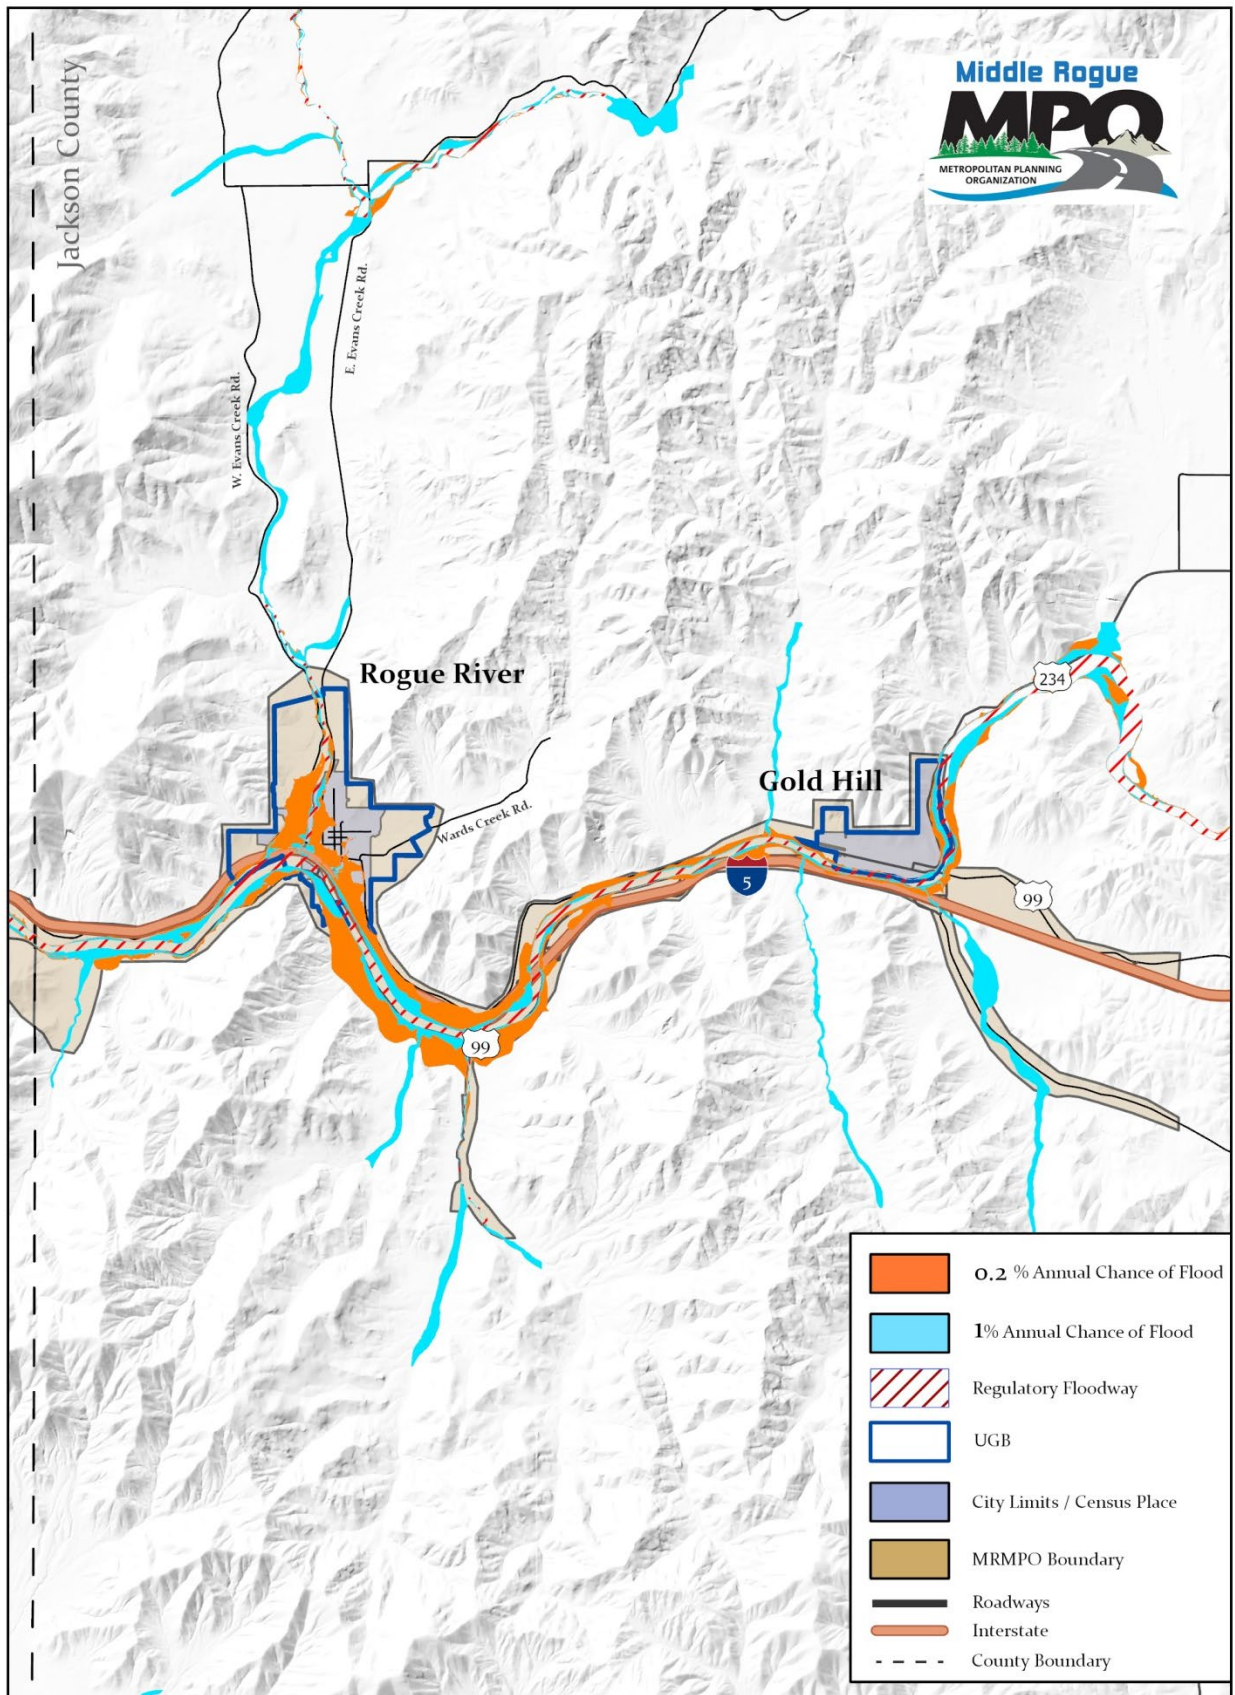 Jackson County
Middle Rogue
MPO
METROPOLITAN PLANNING
ORGANIZATION
E. Evans Creek Rd.
W. Evans Creek Rd.
Rogue River
234
Gold Hill
Wards Creek Rd.
5
99
99
0.2 % Annual Chance of Flood
1% Annual Chance of Flood
Regulatory Floodway
UGB
City Limits / Census Place
MRMPO Boundary
Roadways
Interstate
County Boundary